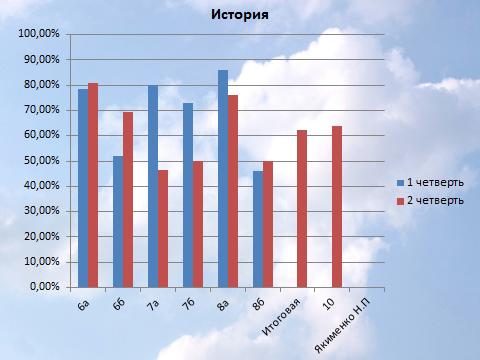 История
100,00%
90,00%
80,00%
70,00%
60,00%
50,00%
40,00%
30,00%
20,00%
10,00%
0,00%
6а
6б
7а
7б
8а
8б
Итоговая
10
Якименко Н.П
1 четверть
2 четверть